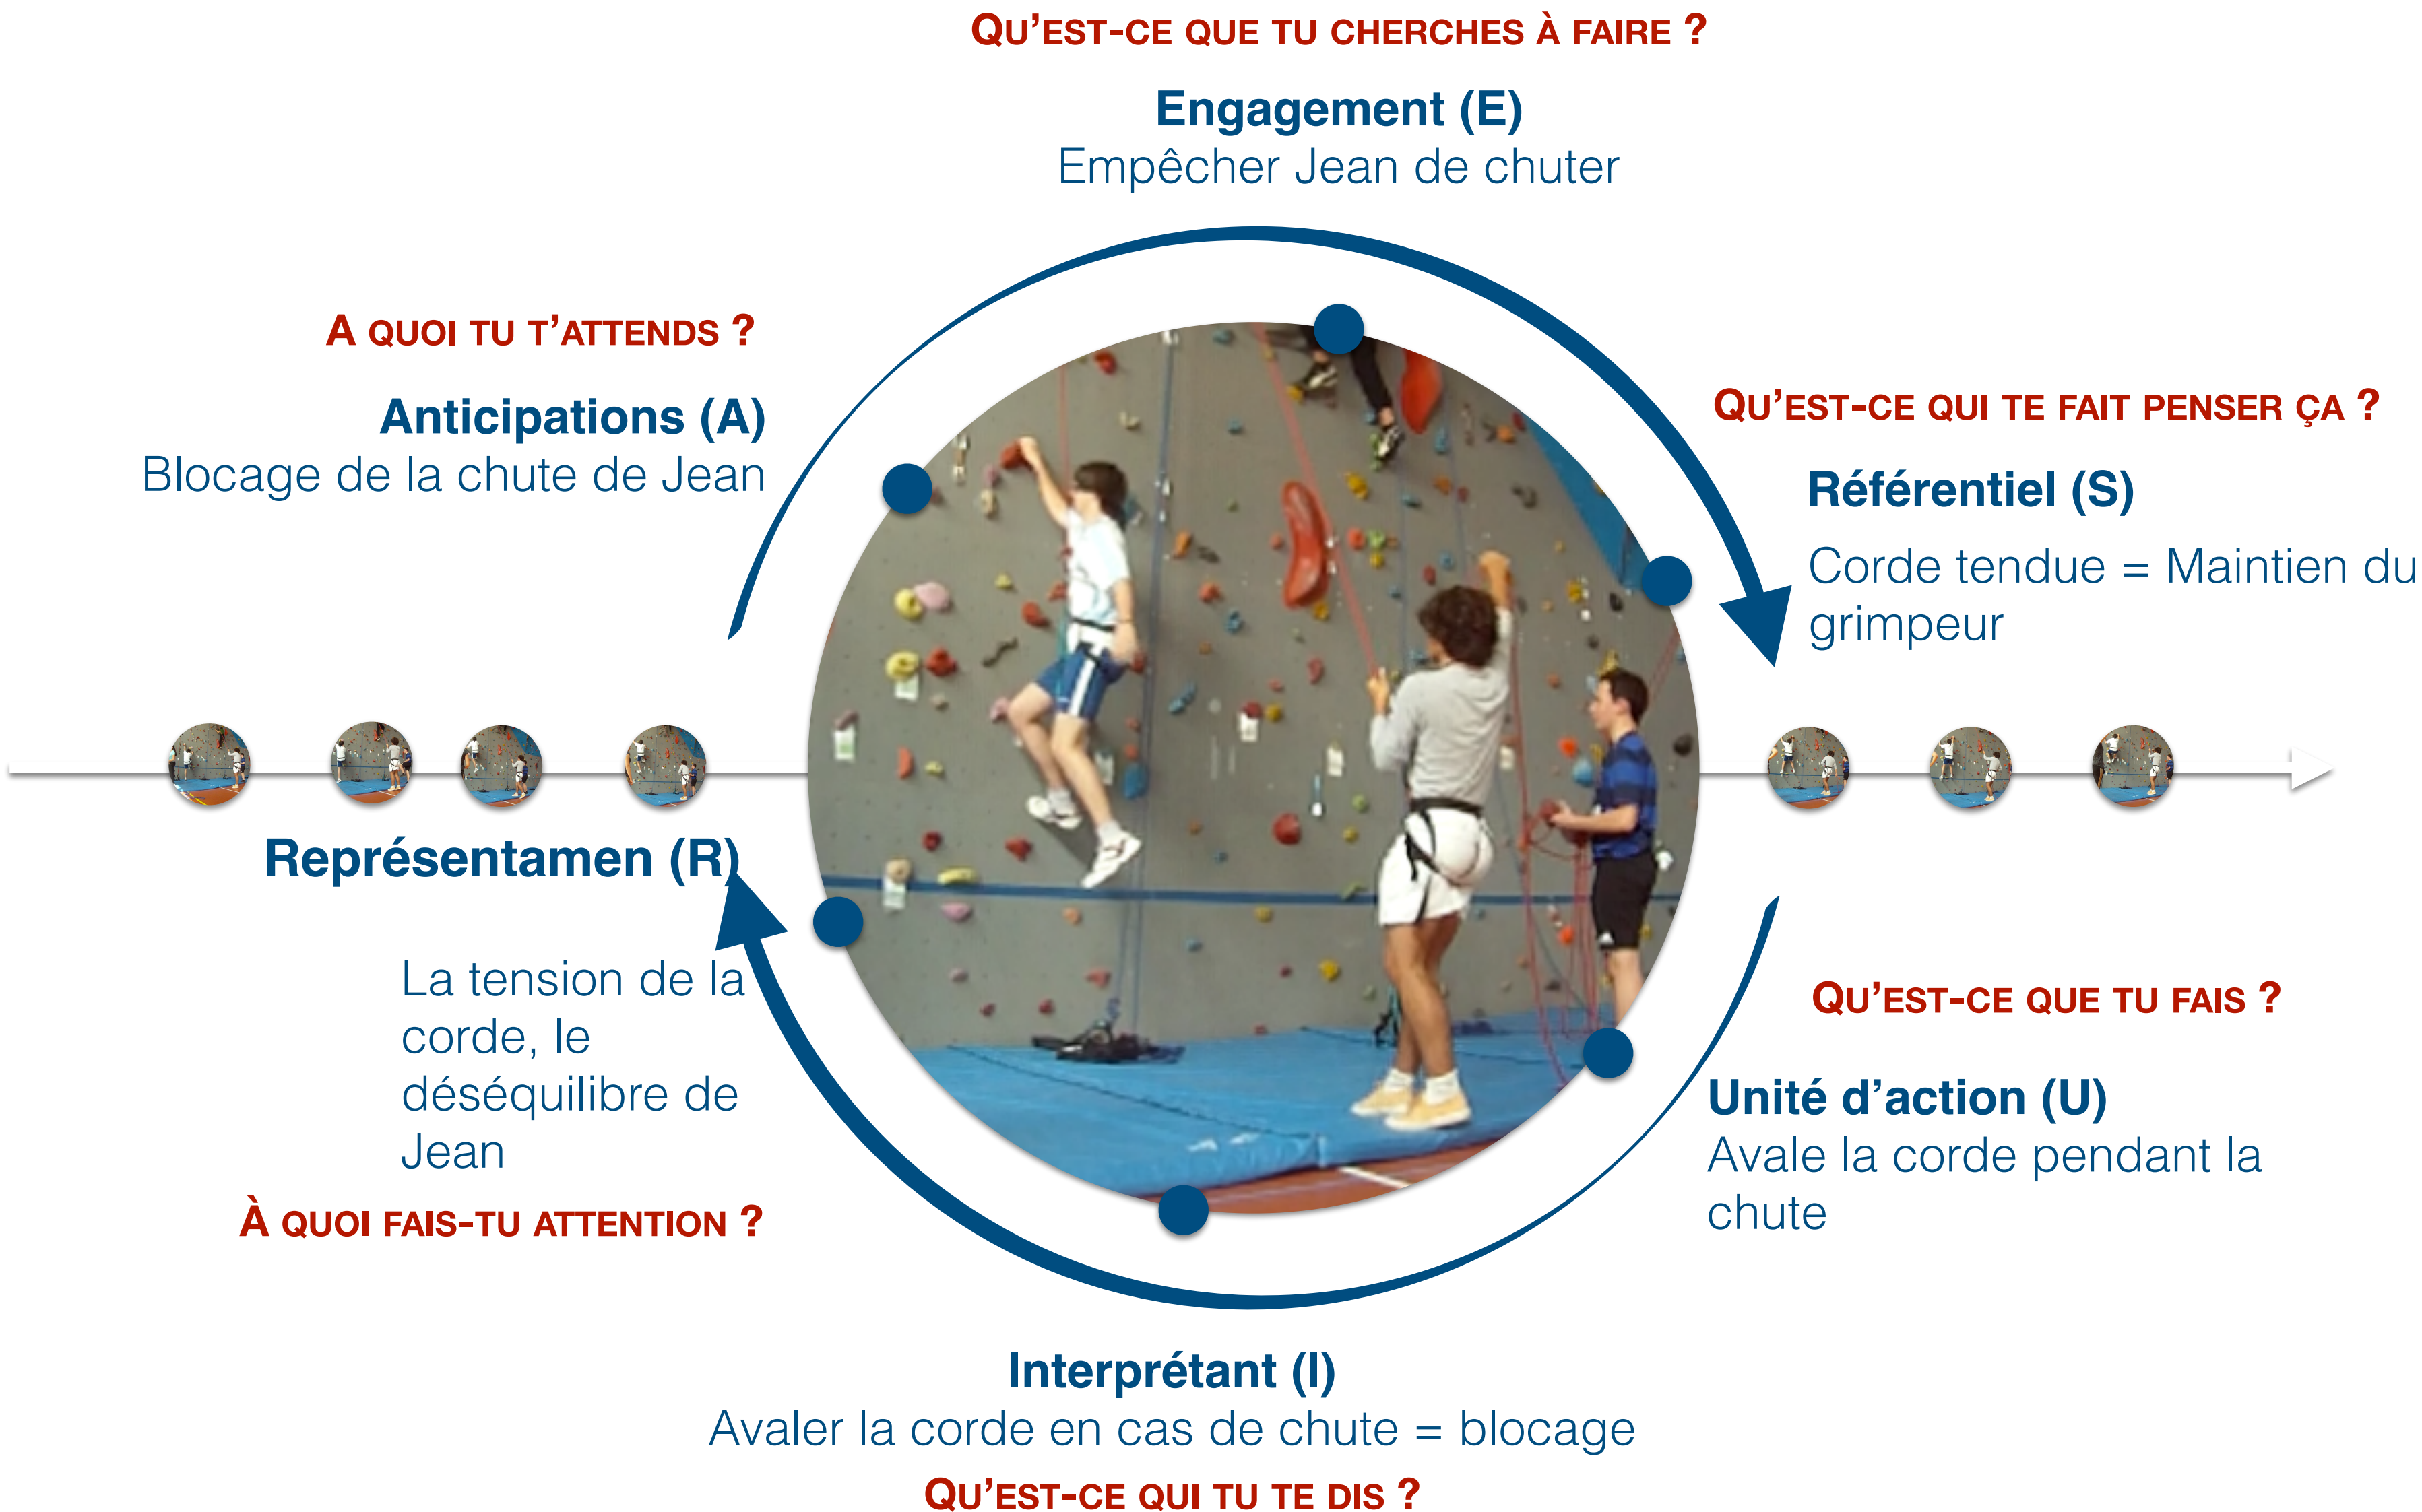 QU'EST-CE QUE TU CHERCHES À FAIRE ?
Engagement (E)
Empêcher Jean de chuter
A QUOI TU T'ATTENDS ?
Anticipations (A)
Blocage de la chute de Jean
QU'EST-CE QUI TE FAIT PENSER ÇA ?
Référentiel (S)
Corde tendue = Maintien du
grimpeur
Représentamen (R)
La tension de la
corde, le
déséquilibre de
Jean
À QUOI FAIS-TU ATTENTION ?
QU'EST-CE QUE TU FAIS ?
Unité d'action (U)
Avale la corde pendant la
chute
Interprétant (I)
Avaler la corde en cas de chute = blocage
QU'EST-CE QUI TU TE DIS ?